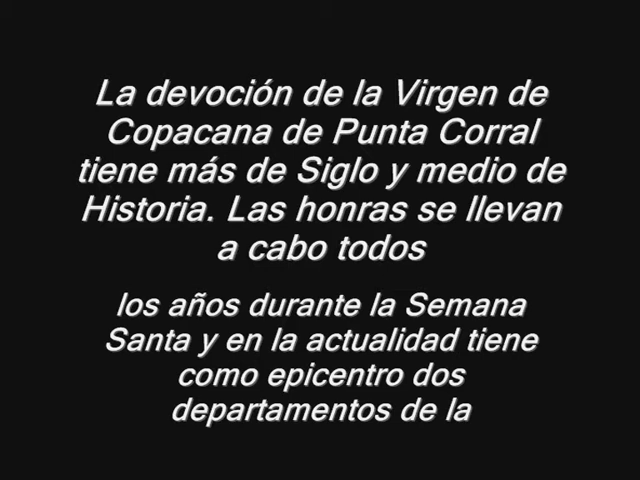 La devoción de la Virgen de
Copacana de Punta Corral
tiene más de Siglo y medio de
Historia. Las honras se llevan
a cabo todos
los años durante la Semana
Santa y en la actualidad tiene
como epicentro dos
departamentos de la